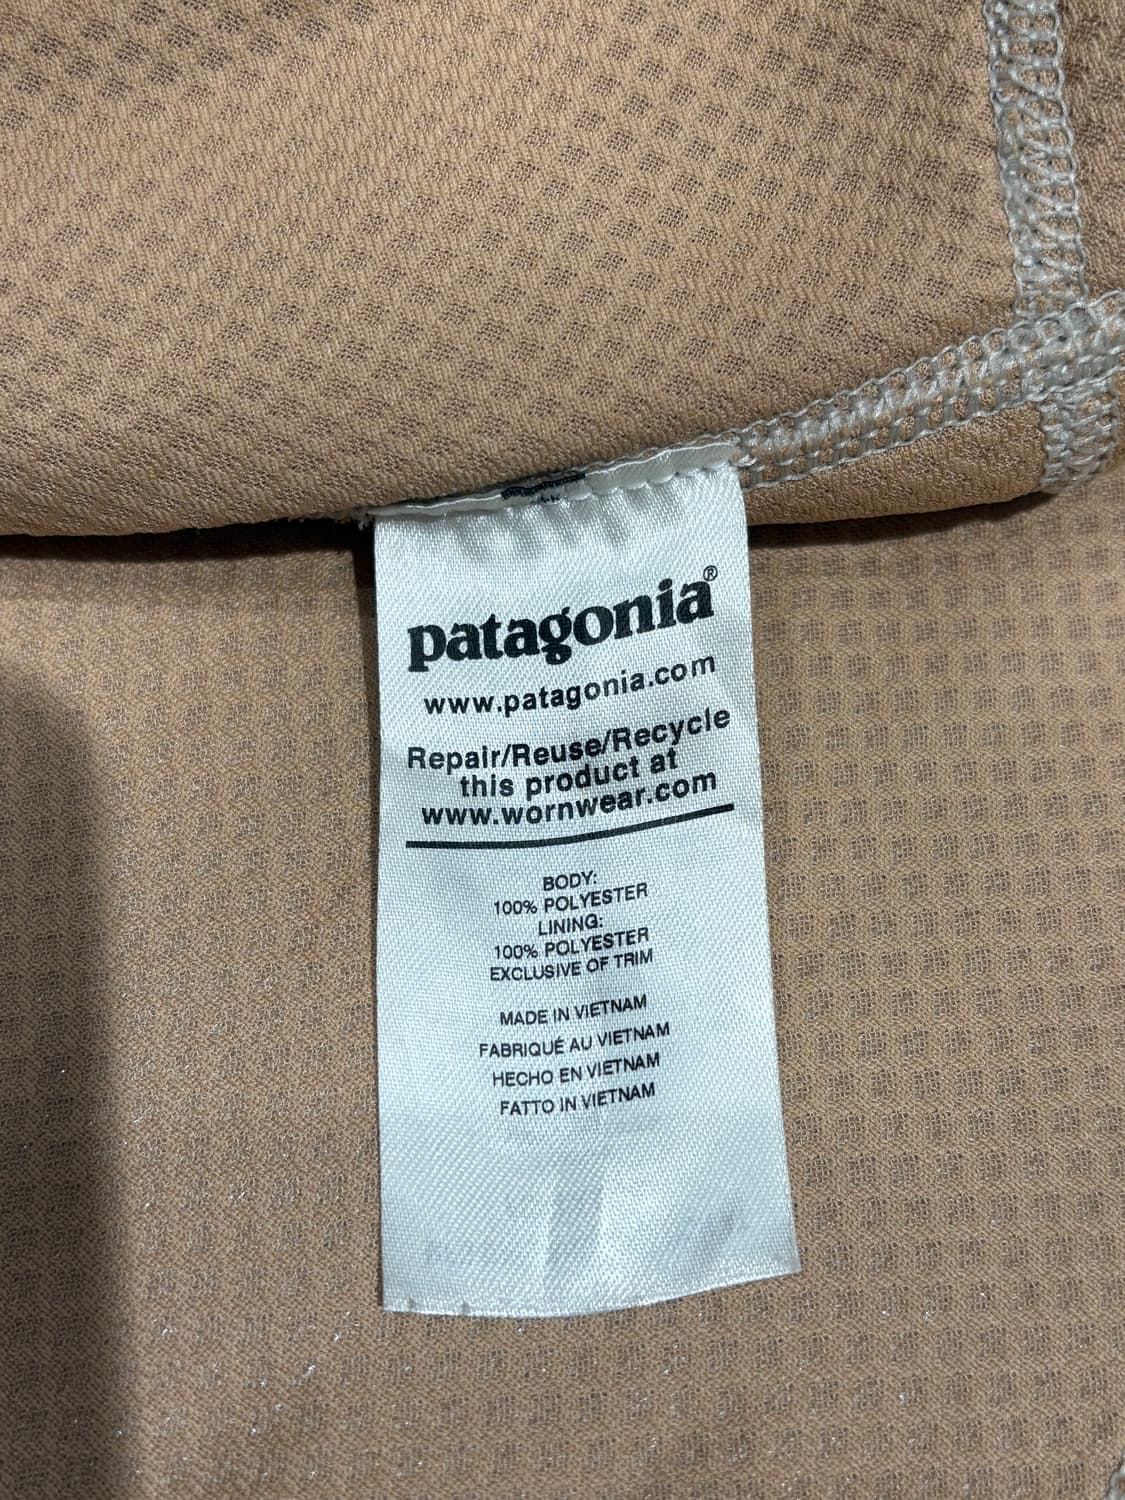 patagonia®
www.patagonia.com
Repair/Reuse/Recycle
this product at
www.wornwear.com
BODY:
100% POLYESTER
LINING:
100% POLYESTER
EXCLUSIVE OF TRIM
MADE IN VIETNAM
FABRIQUÉ AU VIETNAM
HECHO EN VIETNAM
FATTO IN VIETNAM